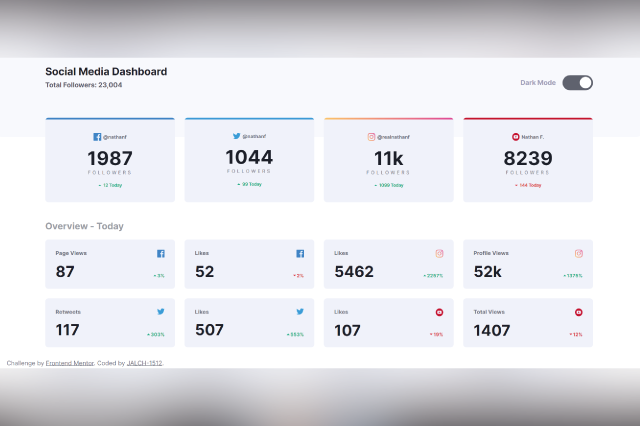 Social Media Dashboard
Total Followers: 23,004
Dark Mode
@nathanf
1987
FOLLOWERS
12 Today
@nathanf
1044
FOLLOWERS
99 Today
@realnathanf
11k
FOLLOWERS
1099 Today
Nathan F.
8239
FOLLOWERS
144 Today
Overview - Today
Page Views
87
3%
Likes
52
2%
Likes
5462
2257%
Profile Views
52k
1375%
Retweets
117
303%
Likes
507
553%
Likes
107
19%
Total Views
1407
12%
Challenge by Frontend Mentor. Coded by JALCH-1512.